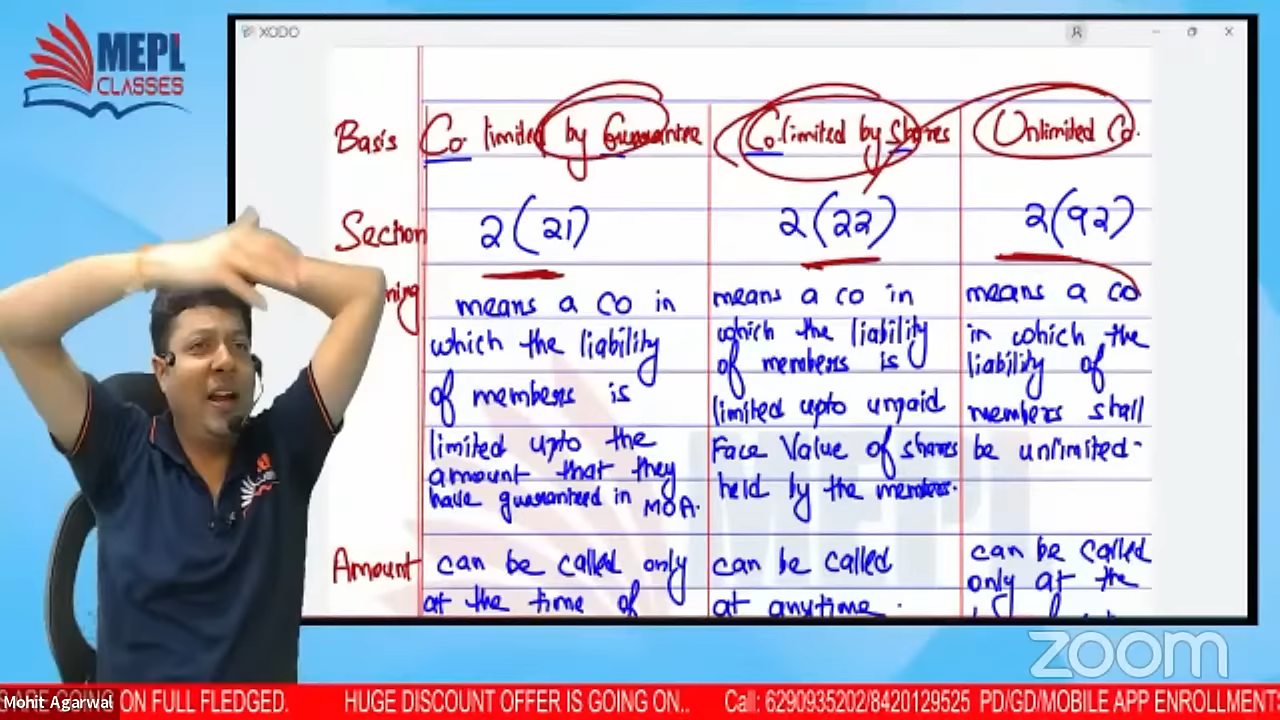 MEPL
CLASSES
XODO
Basis
Co limited by Guarantee
Co limited by shares
Unlimited Co.
Section
2(21)
2(22)
2(92)
means a co in
which the liability
of members is
limited upto the
amount that they
have guaranteed in MOA.
means a co in
which the liability
of members is
limited upto unpaid
Face Value of shares
held by the members.
means a co
in which the
liability of
members shall
be unlimited-
Amount
can be called only
at the time of
can be called
at anytime.
can be called
only at the
MEPL
zoom
Mohit Agarwal
ARE GOING ON FULL FLEDGED. HUGE DISCOUNT OFFER IS GOING ON.. Call: 6290935202/8420129525 PD/GD/MOBILE APP ENROLLMENTS